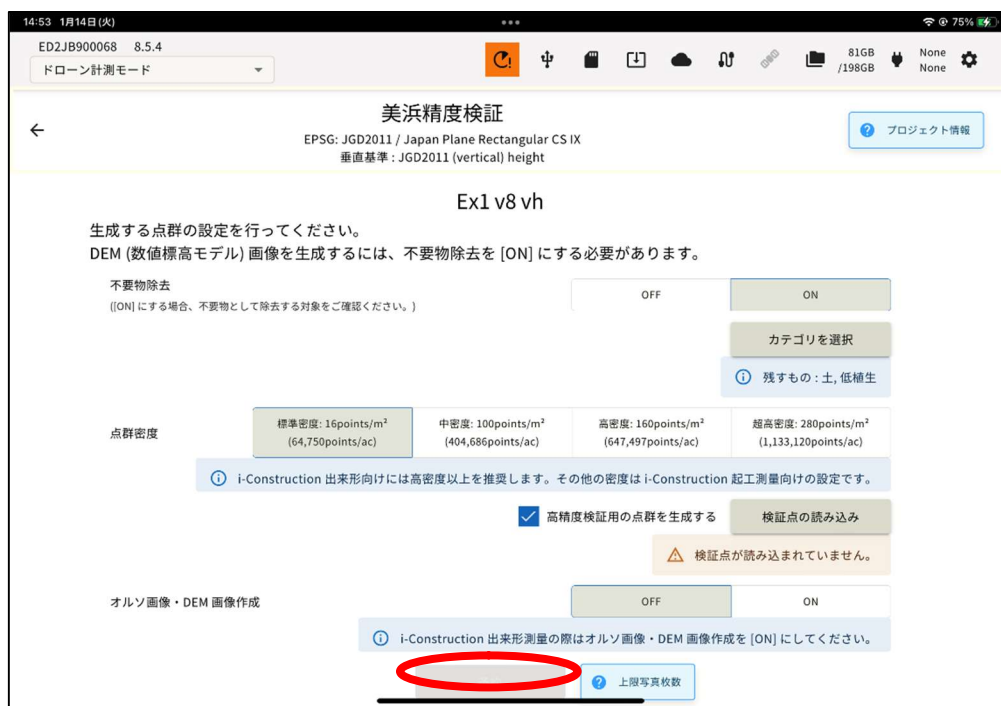 14:53 1月14日(火)
75%
ED2JB900068 8.5.4
ドローン計測モード
81GB
/198GB
None
None
美浜精度検証
EPSG: JGD2011 / Japan Plane Rectangular CS IX
垂直基準 : JGD2011 (vertical) height
プロジェクト情報
Ex1 v8 vh
生成する点群の設定を行ってください。
DEM (数値標高モデル) 画像を生成するには、不要物除去を [ON] にする必要があります。
不要物除去
([ON] にする場合、不要物として除去する対象をご確認ください。)
OFF
ON
カテゴリを選択
残すもの : 土, 低植生
点群密度
標準密度: 16points/m²
(64,750points/ac)
中密度: 100points/m²
(404,686points/ac)
高密度: 160points/m²
(647,497points/ac)
超高密度: 280points/m²
(1,133,120points/ac)
i-Construction 出来形向けには高密度以上を推奨します。その他の密度は i-Construction 起工測量向けの設定です。
高精度検証用の点群を生成する
検証点の読み込み
検証点が読み込まれていません。
オルソ画像・DEM 画像作成
OFF
ON
i-Construction 出来形測量の際はオルソ画像・DEM 画像作成を [ON] にしてください。
上限写真枚数